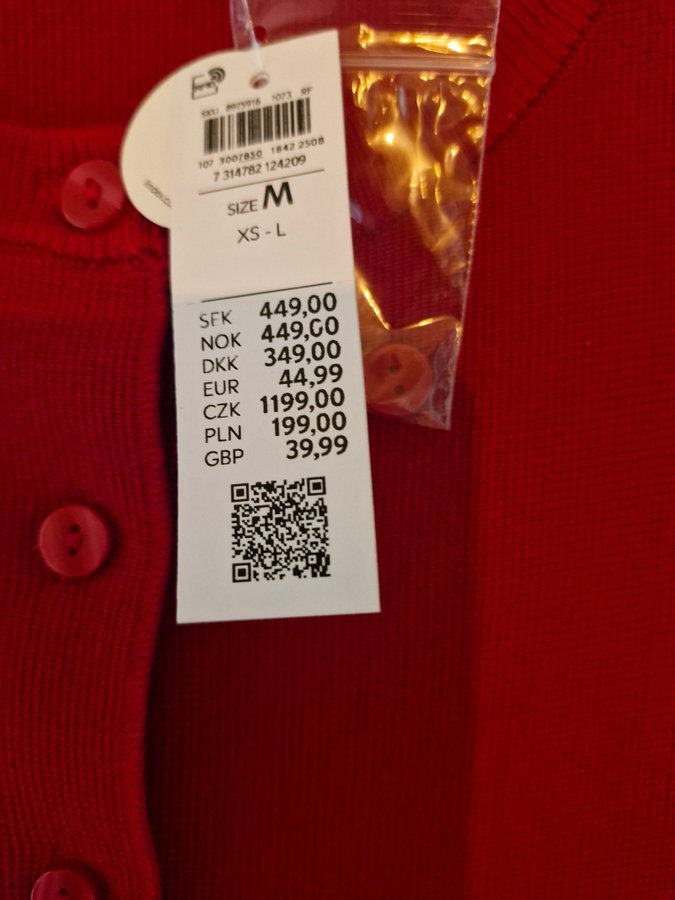 SKU 8975916 1073 RF
107 3007850 1842 2508
7 314782 124209
SIZE M
XS - L
SEK 449,00
NOK 449,00
DKK 349,00
EUR 44,99
CZK 1199,00
PLN 199,00
GBP 39,99